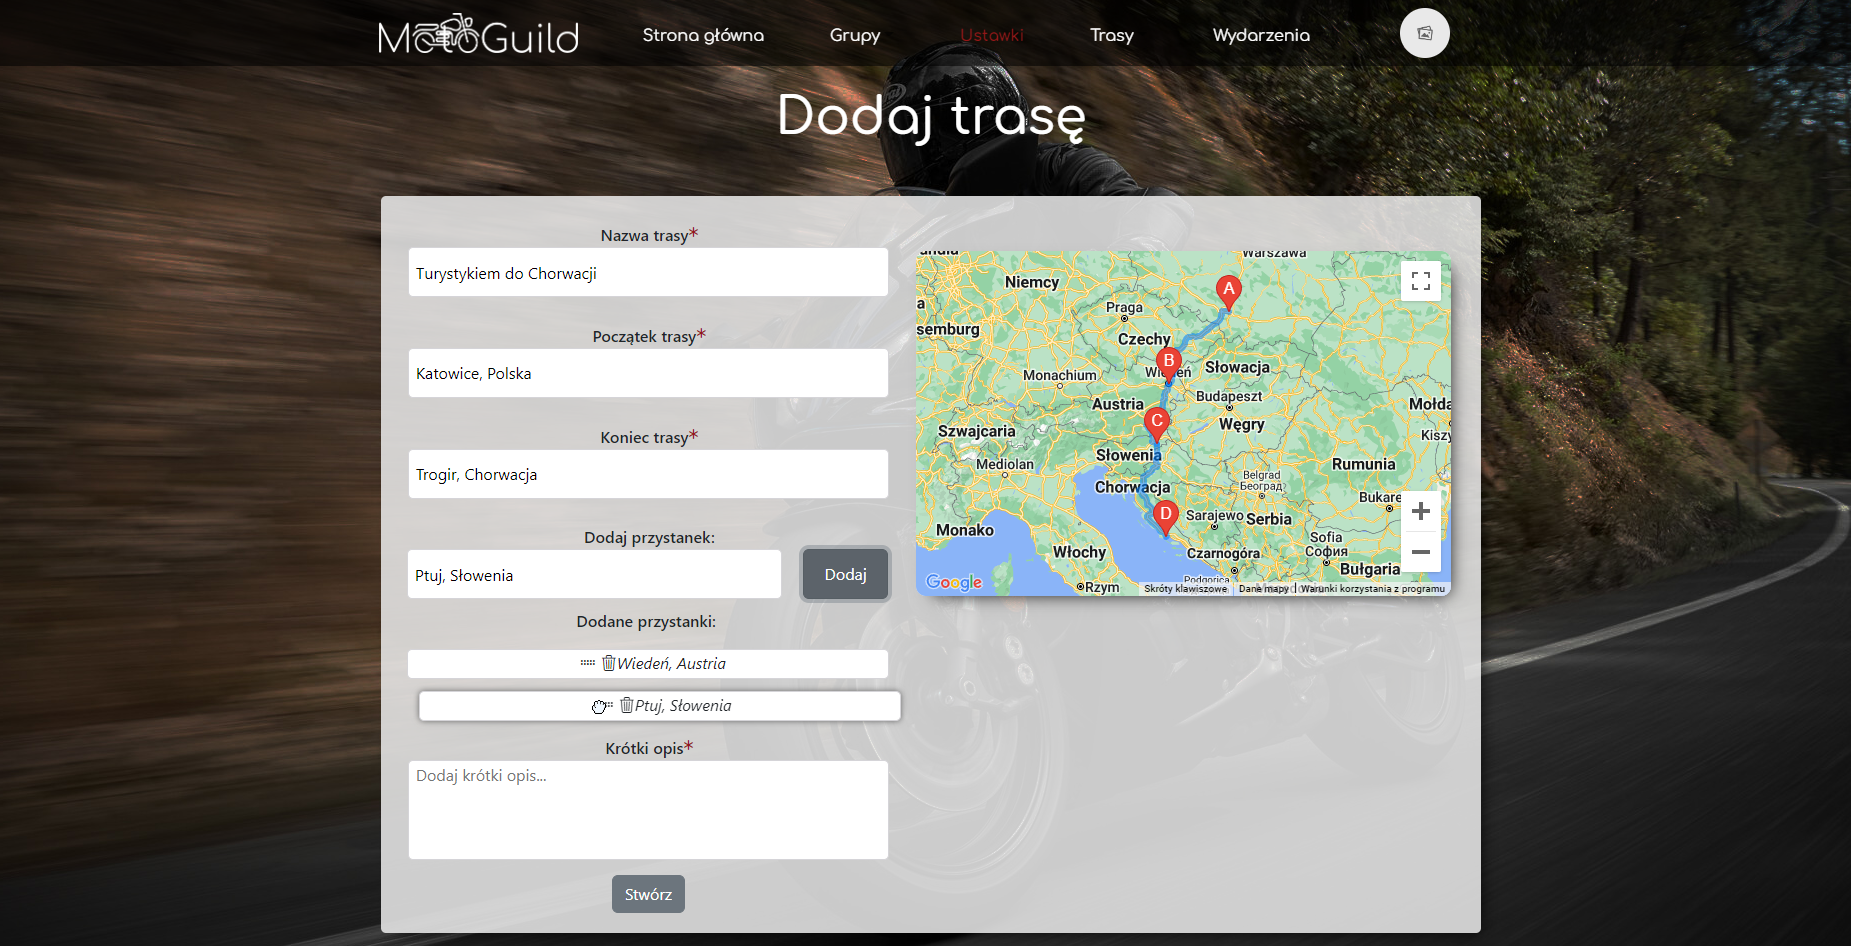 MotoGuild
Strona główna
Grupy
Ustawki
Trasy
Wydarzenia
Dodaj trasę
Nazwa trasy*
Turystykiem do Chorwacji
Początek trasy*
Katowice, Polska
Koniec trasy*
Trogir, Chorwacja
Dodaj przystanek:
Ptuj, Słowenia
Dodaj
Dodane przystanki:
Wiedeń, Austria
Ptuj, Słowenia
Krótki opis*
Dodaj krótki opis...
Stwórz
Warszawa
Niemcy
A
Praga
semburg
Czechy
B
Słowacja
Monachium
Budapeszt
Austria
Mołda
C
Węgry
Szwajcaria
Kiszy
Słowenia
Mediolan
Rumunia
Belgrad
Београд
Chorwacja
Bukare
D
Sarajewo
Serbia
Monako
Sofia
София
Włochy
Czarnogóra
Bułgaria
Podgorica
Google
Rzym
Skróty klawiszowe
Dane mapy
Warunki korzystania z programu